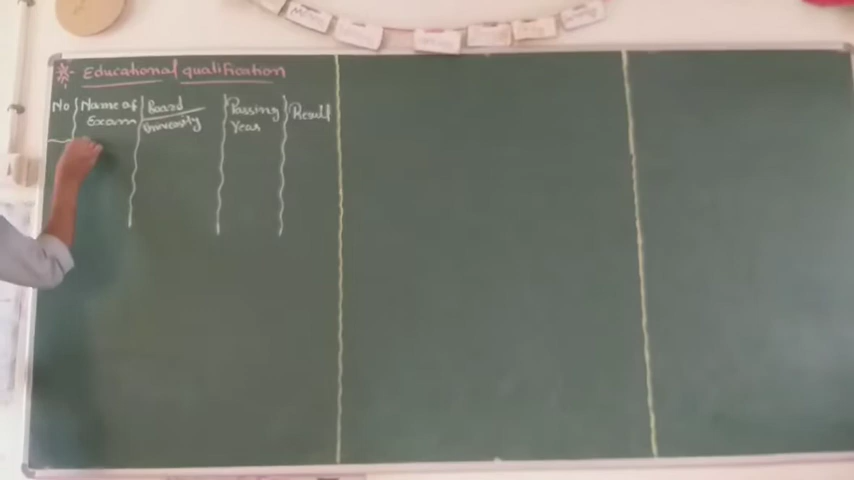 Educational qualification
No Name of Board Passing Result
Exam University Year